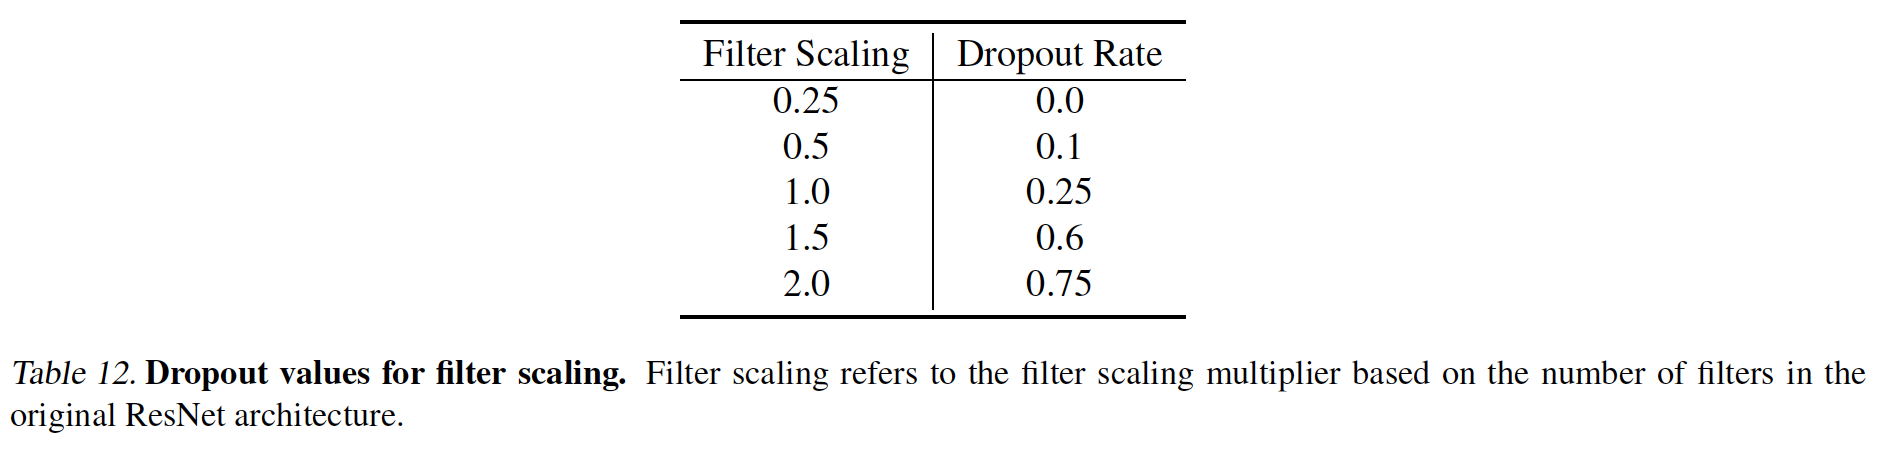 Filter Scaling Dropout Rate
0.25 0.0
0.5 0.1
1.0 0.25
1.5 0.6
2.0 0.75
Table 12. Dropout values for filter scaling. Filter scaling refers to the filter scaling multiplier based on the number of filters in the
original ResNet architecture.